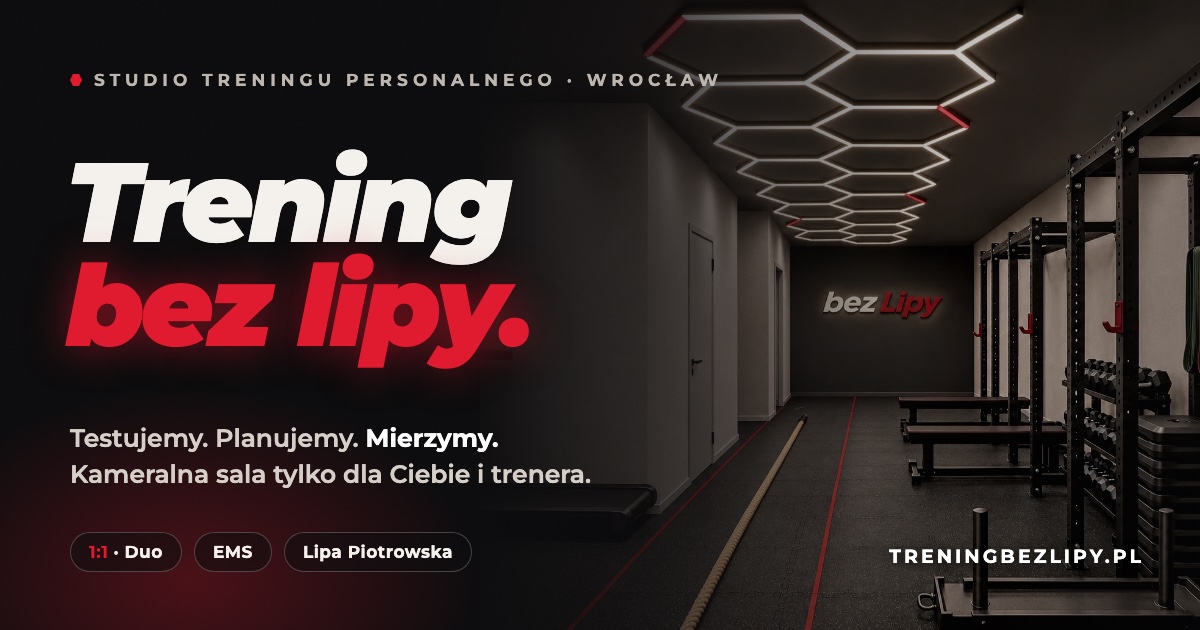 STUDIO TRENINGU PERSONALNEGO · WROCŁAW
Trening
bez lipy.
bez Lipy
Testujemy. Planujemy. Mierzymy.
Kameralna sala tylko dla Ciebie i trenera.
1:1 · Duo
EMS
Lipa Piotrowska
TRENINGBEZLIPY.PL